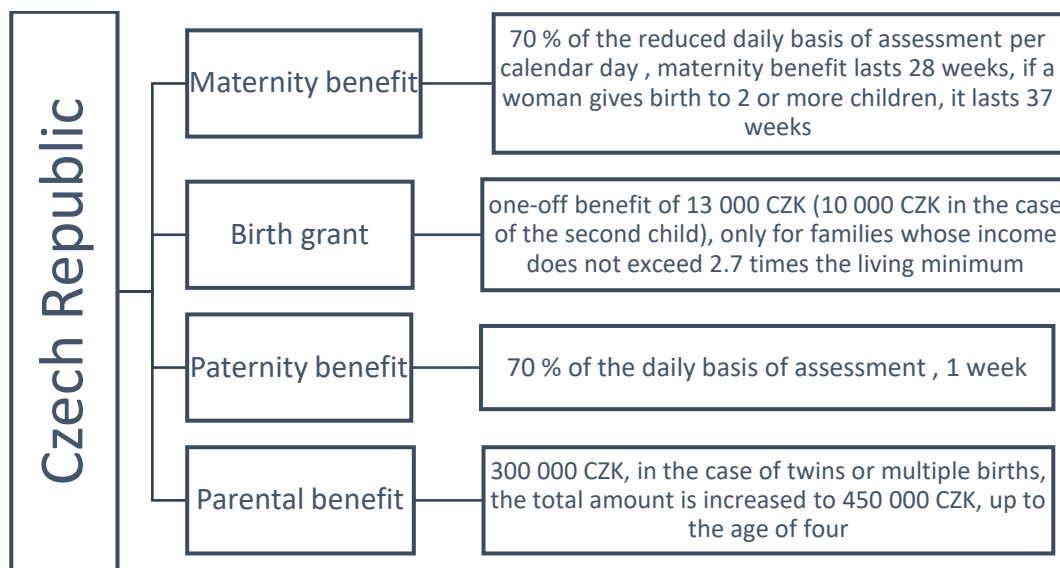 Czech Republic
Maternity benefit
70 % of the reduced daily basis of assessment per
calendar day , maternity benefit lasts 28 weeks, if a
woman gives birth to 2 or more children, it lasts 37
weeks
Birth grant
one-off benefit of 13 000 CZK (10 000 CZK in the case
of the second child), only for families whose income
does not exceed 2.7 times the living minimum
Paternity benefit
70 % of the daily basis of assessment , 1 week
Parental benefit
300 000 CZK, in the case of twins or multiple births,
the total amount is increased to 450 000 CZK, up to
the age of four